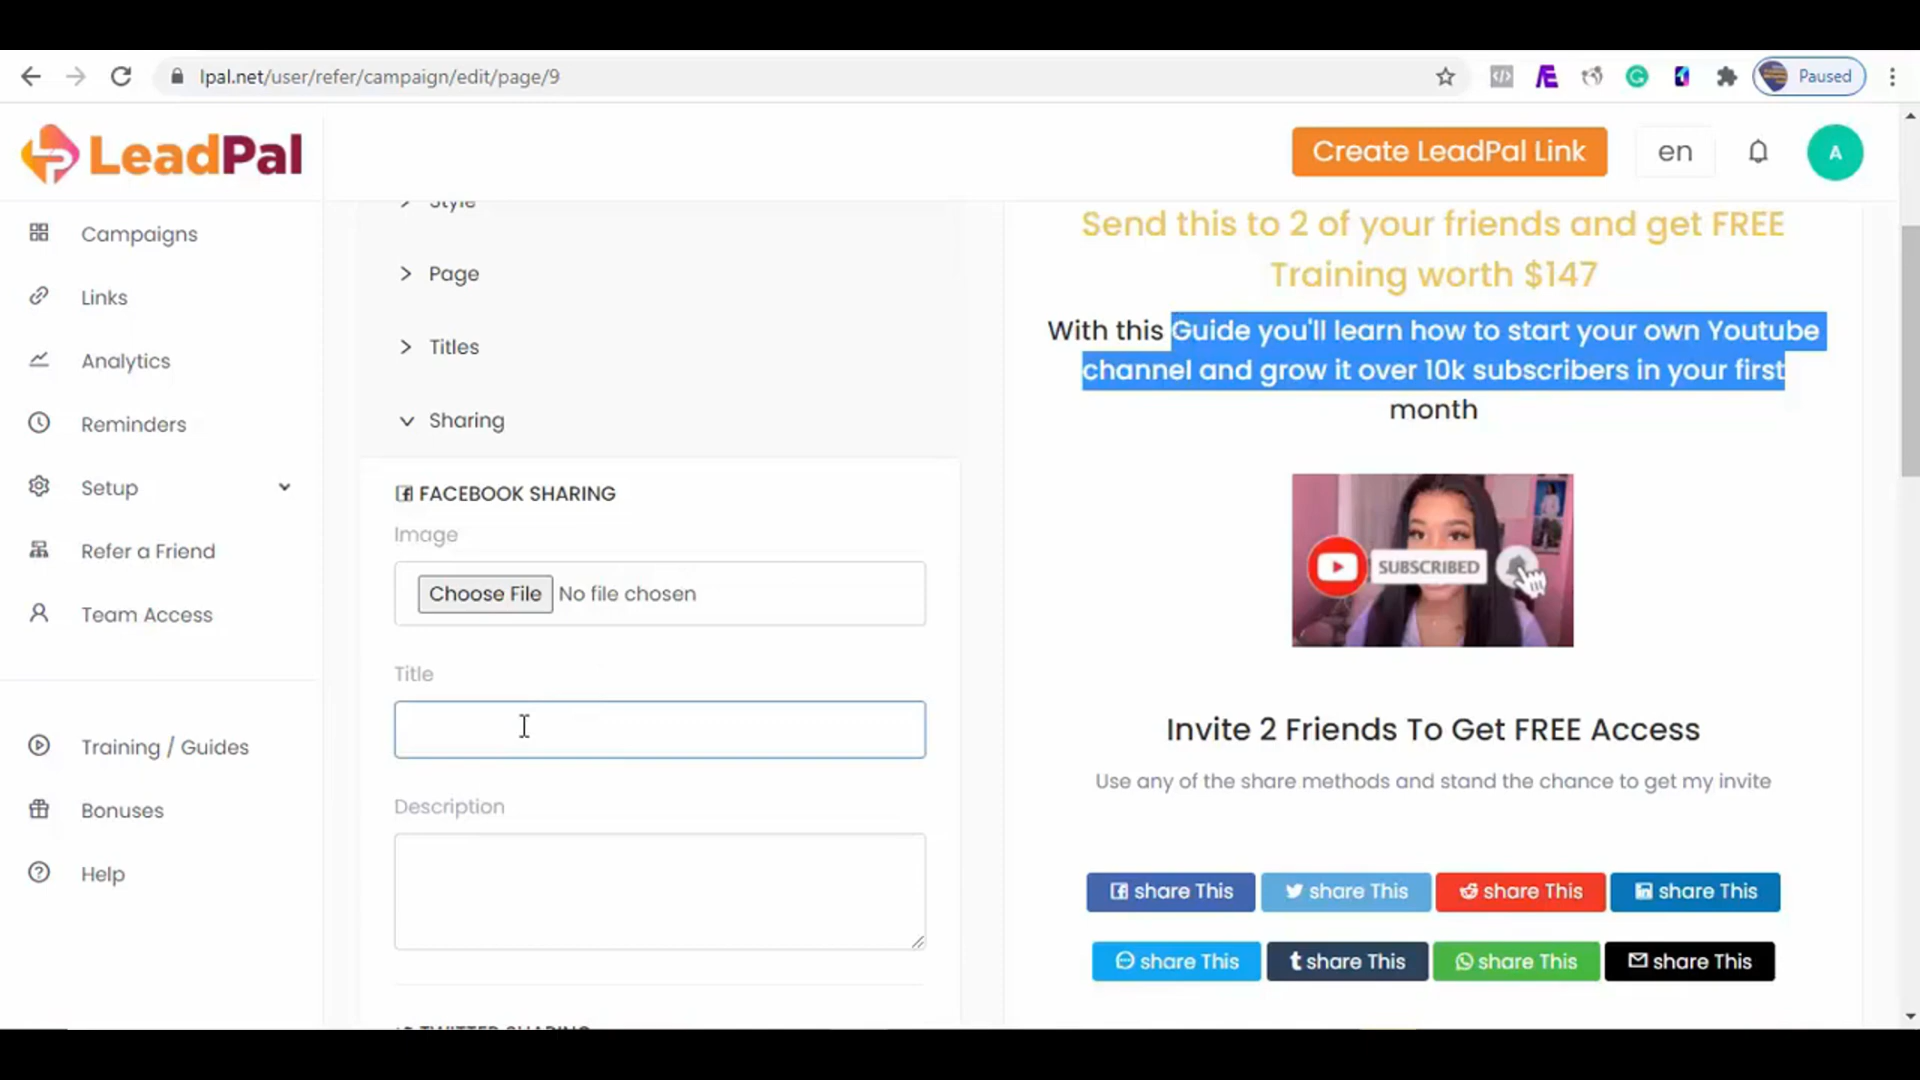 lpal.net/user/refer/campaign/edit/page/9
Paused
LeadPal
Create LeadPal Link
en
A
Campaigns
Links
Analytics
Reminders
Setup
Refer a Friend
Team Access
Training / Guides
Bonuses
Help
Style
Page
Titles
Sharing
FACEBOOK SHARING
Image
Choose File No file chosen
Title
Description
TWITTER SHARING
Send this to 2 of your friends and get FREE
Training worth $147
With this Guide you'll learn how to start your own Youtube
channel and grow it over 10k subscribers in your first
month
SUBSCRIBED
Invite 2 Friends To Get FREE Access
Use any of the share methods and stand the chance to get my invite
share This share This share This share This
share This share This share This share This